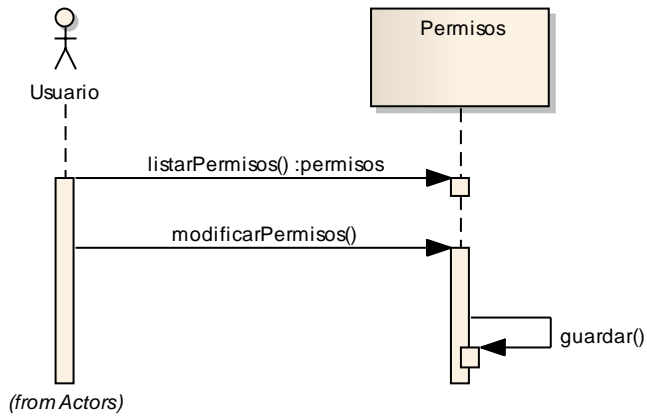 Permisos
Usuario
listarPermisos() :permisos
modificarPermisos()
guardar()
(from Actors)